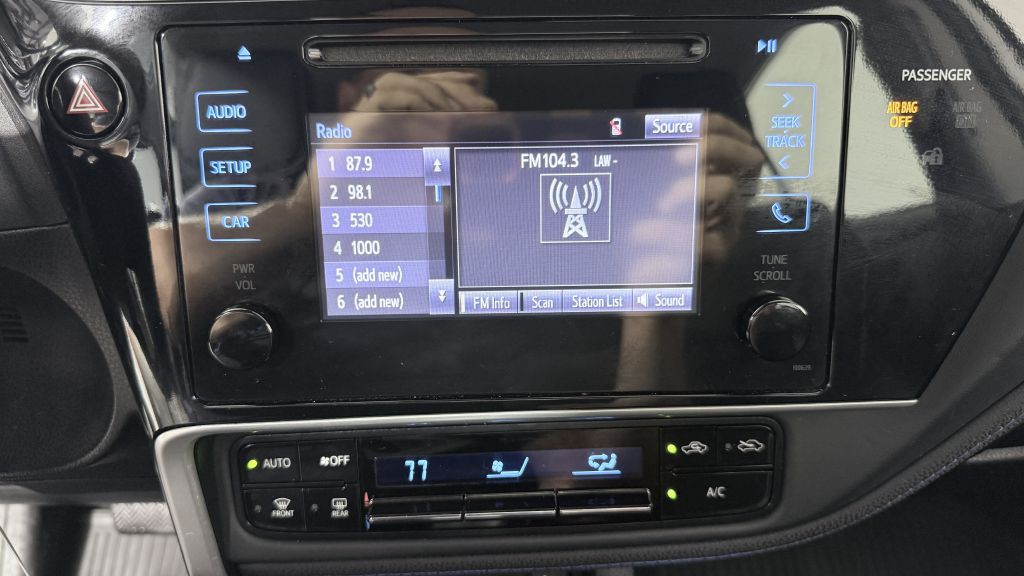 PASSENGER
AIR BAG
OFF
AIR BAG
AUDIO
SETUP
CAR
PWR
VOL
Radio
Source
1 87.9
2 98.1
3 530
4 1000
5 (add new)
6 (add new)
FM104.3 LAW-
FM Info
Scan
Station List
Sound
SEEK
TRACK
TUNE
SCROLL
100639
AUTO
OFF
77
A/C
FRONT
REAR